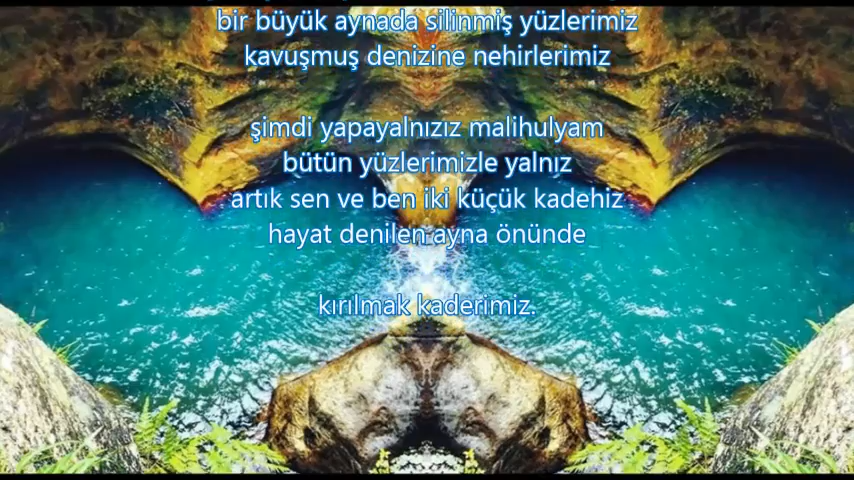 bir büyük aynada silinmiş yüzlerimiz
kavuşmuş denizine nehirlerimiz
şimdi yapayalnızız malihulyam
bütün yüzlerimizle yalnız
artık sen ve ben iki küçük kadehiz
hayat denilen ayna önünde
kırılmak kaderimiz.